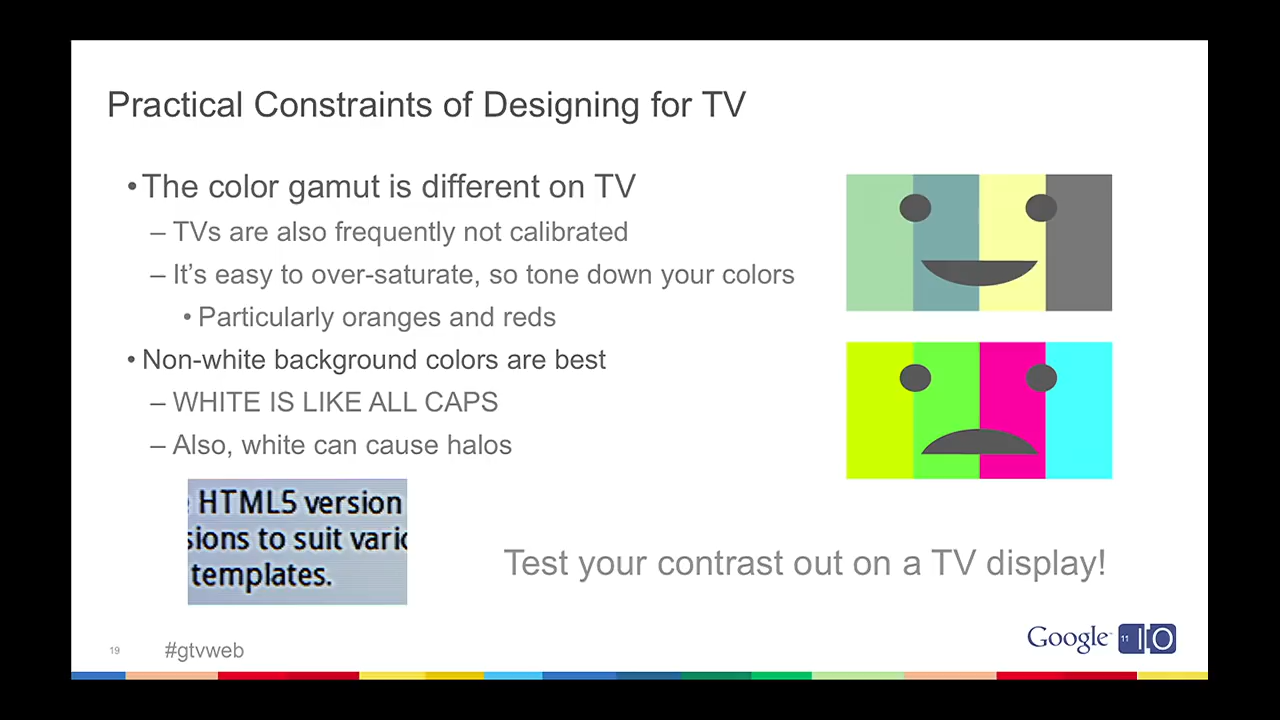 Practical Constraints of Designing for TV
• The color gamut is different on TV
– TVs are also frequently not calibrated
– It’s easy to over-saturate, so tone down your colors
• Particularly oranges and reds
• Non-white background colors are best
– WHITE IS LIKE ALL CAPS
– Also, white can cause halos
HTML5 version
sions to suit vario
templates.
Test your contrast out on a TV display!
19 #gtvweb
Google 11 IO